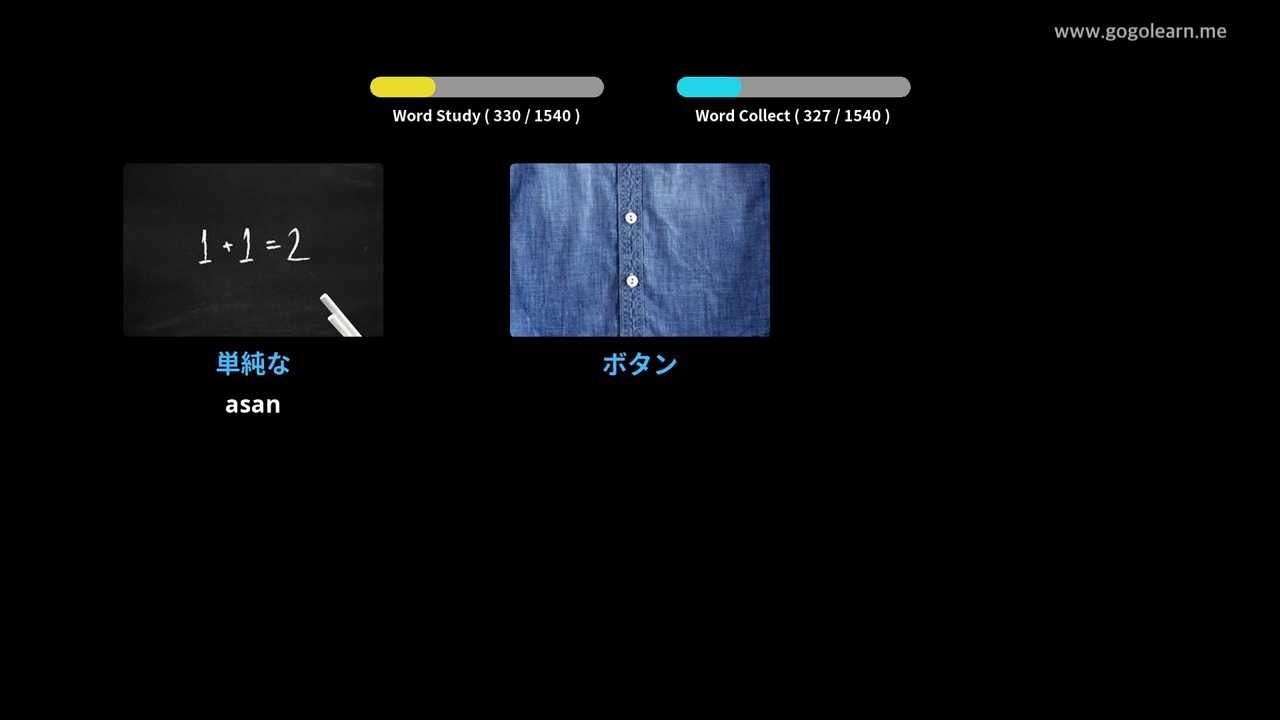 www.gogolearn.me
Word Study ( 330 / 1540 )
Word Collect ( 327 / 1540 )
1 + 1 = 2
単純な
ボタン
asan